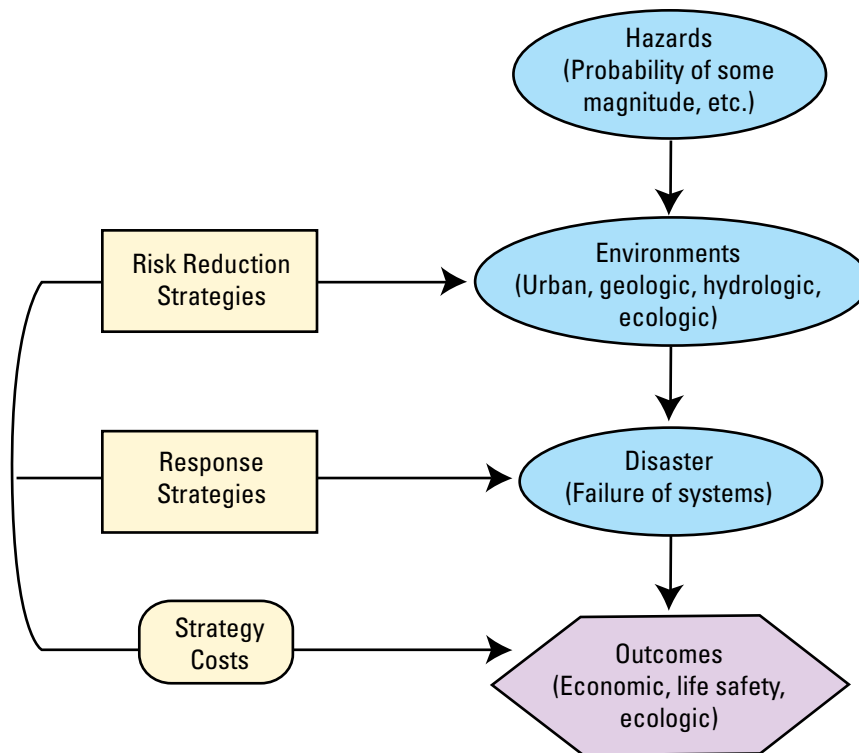 Hazards
(Probability of some
magnitude, etc.)
Risk Reduction
Strategies
Environments
(Urban, geologic, hydrologic,
ecologic)
Response
Strategies
Disaster
(Failure of systems)
Strategy
Costs
Outcomes
(Economic, life safety,
ecologic)